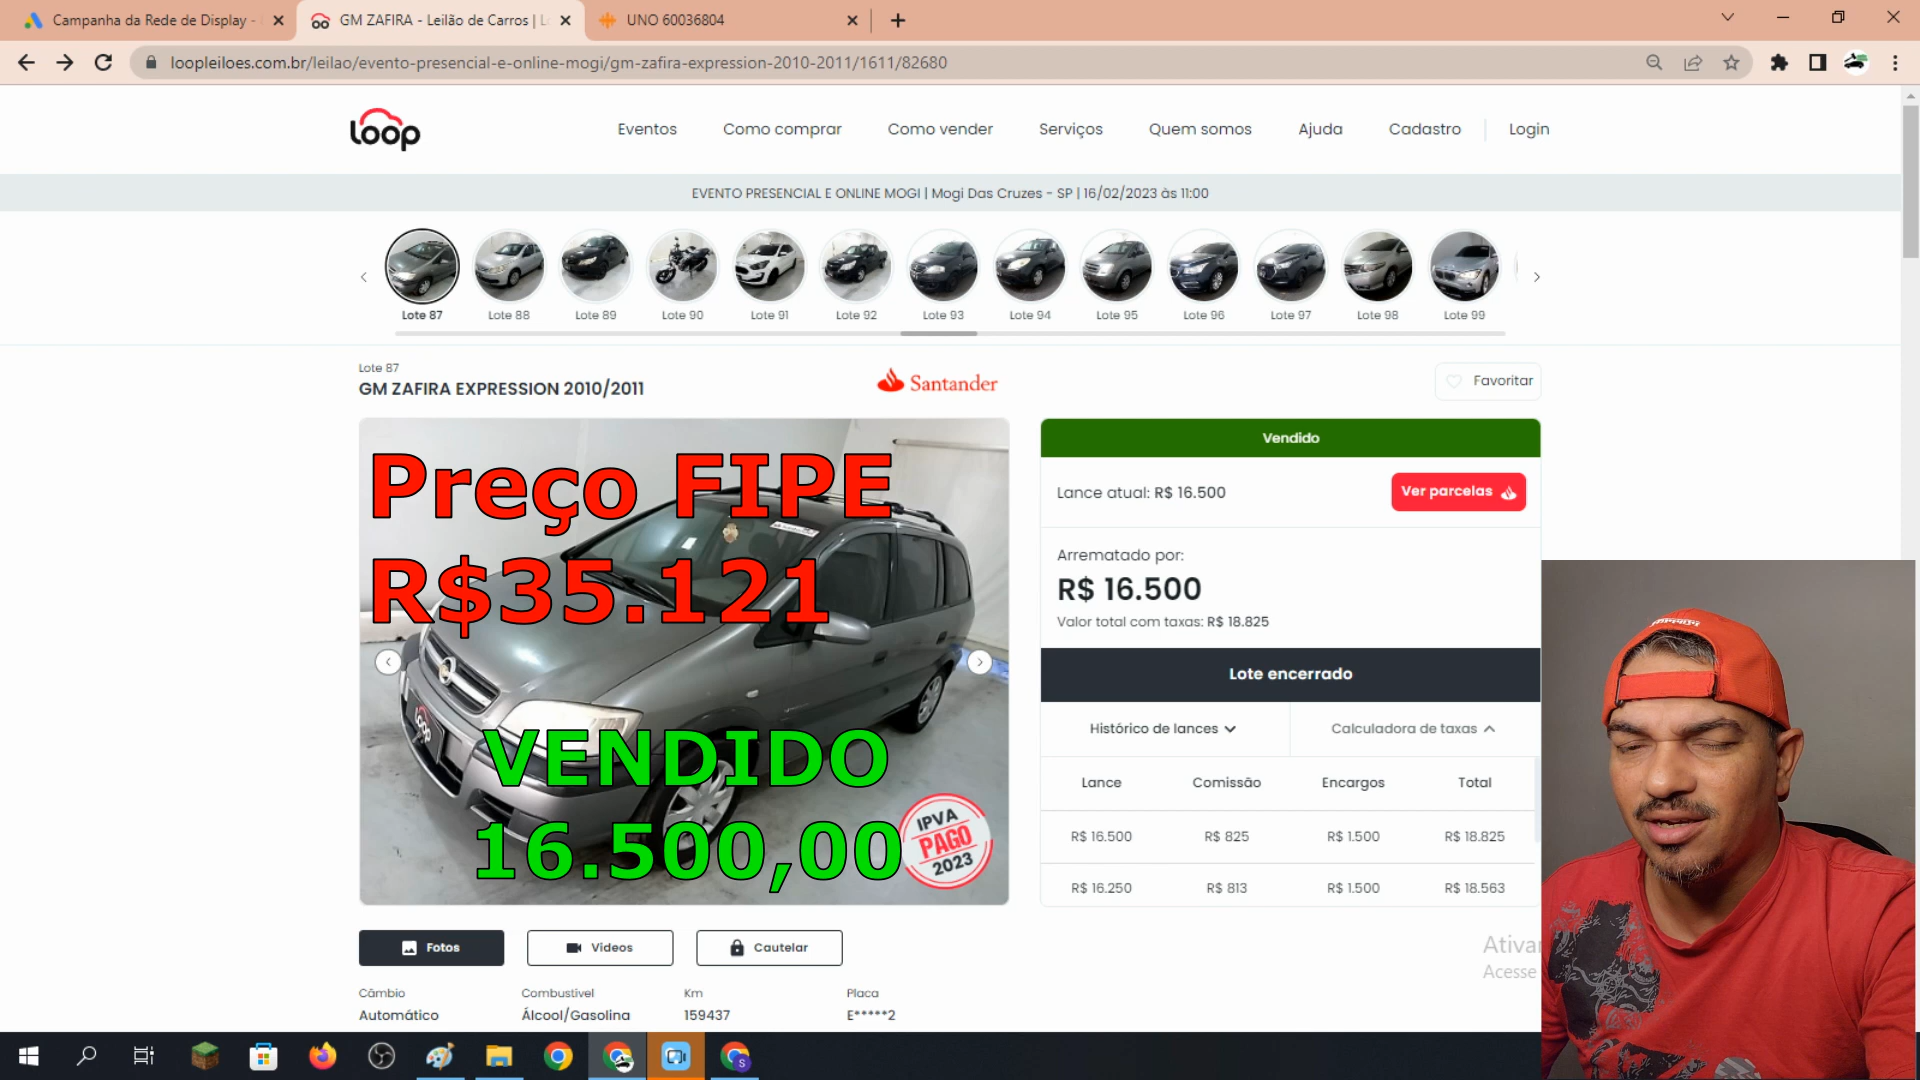 Campanha da Rede de Display -
GM ZAFIRA - Leilão de Carros | L
UNO 60036804
loopleiloes.com.br/leilao/evento-presencial-e-online-mogi/gm-zafira-expression-2010-2011/1611/82680
loop
Eventos
Como comprar
Como vender
Serviços
Quem somos
Ajuda
Cadastro
Login
EVENTO PRESENCIAL E ONLINE MOGI | Mogi Das Cruzes - SP | 16/02/2023 às 11:00
Lote 87
Lote 88
Lote 89
Lote 90
Lote 91
Lote 92
Lote 93
Lote 94
Lote 95
Lote 96
Lote 97
Lote 98
Lote 99
Lote 87
GM ZAFIRA EXPRESSION 2010/2011
Santander
Favoritar
Preço FIPE
R$35.121
VENDIDO
16.500,00
loop
IPVA
PAGO
2023
Vendido
Lance atual: R$ 16.500
Ver parcelas
Arrematado por:
R$ 16.500
Valor total com taxas: R$ 18.825
Lote encerrado
Histórico de lances
Calculadora de taxas
Lance Comissão Encargos Total
R$ 16.500 R$ 825 R$ 1.500 R$ 18.825
R$ 16.250 R$ 813 R$ 1.500 R$ 18.563
Fotos
Vídeos
Cautelar
Câmbio Combustível Km Placa
Automático Álcool/Gasolina 159437 E*****2
Ativar
Acesse
S